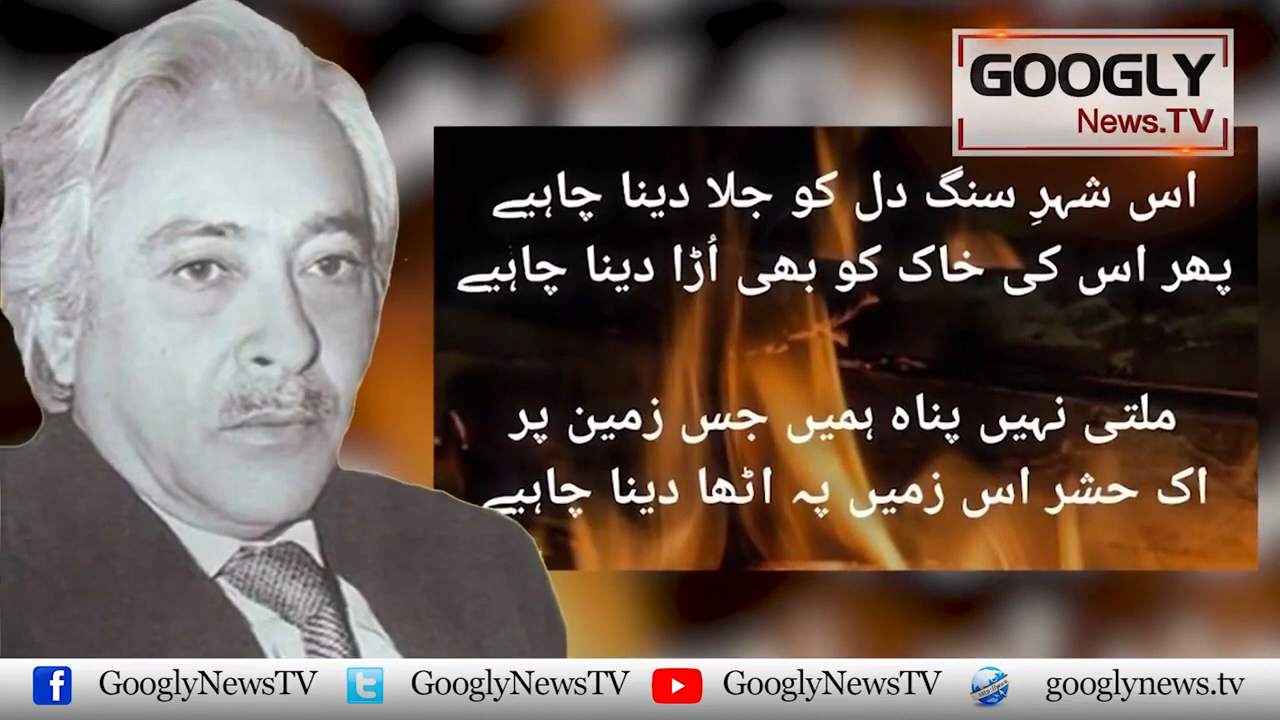 GOOGLY
News.TV
اس شہرِ سنگ دل کو جلا دینا چاہیے
پھر اس کی خاک کو بھی اُڑا دینا چاہیے
ملتی نہیں پناہ ہمیں جس زمین پر
اک حشر اس زمیں پہ اٹھا دینا چاہیے
GooglyNewsTV GooglyNewsTV GooglyNewsTV googlynews.tv